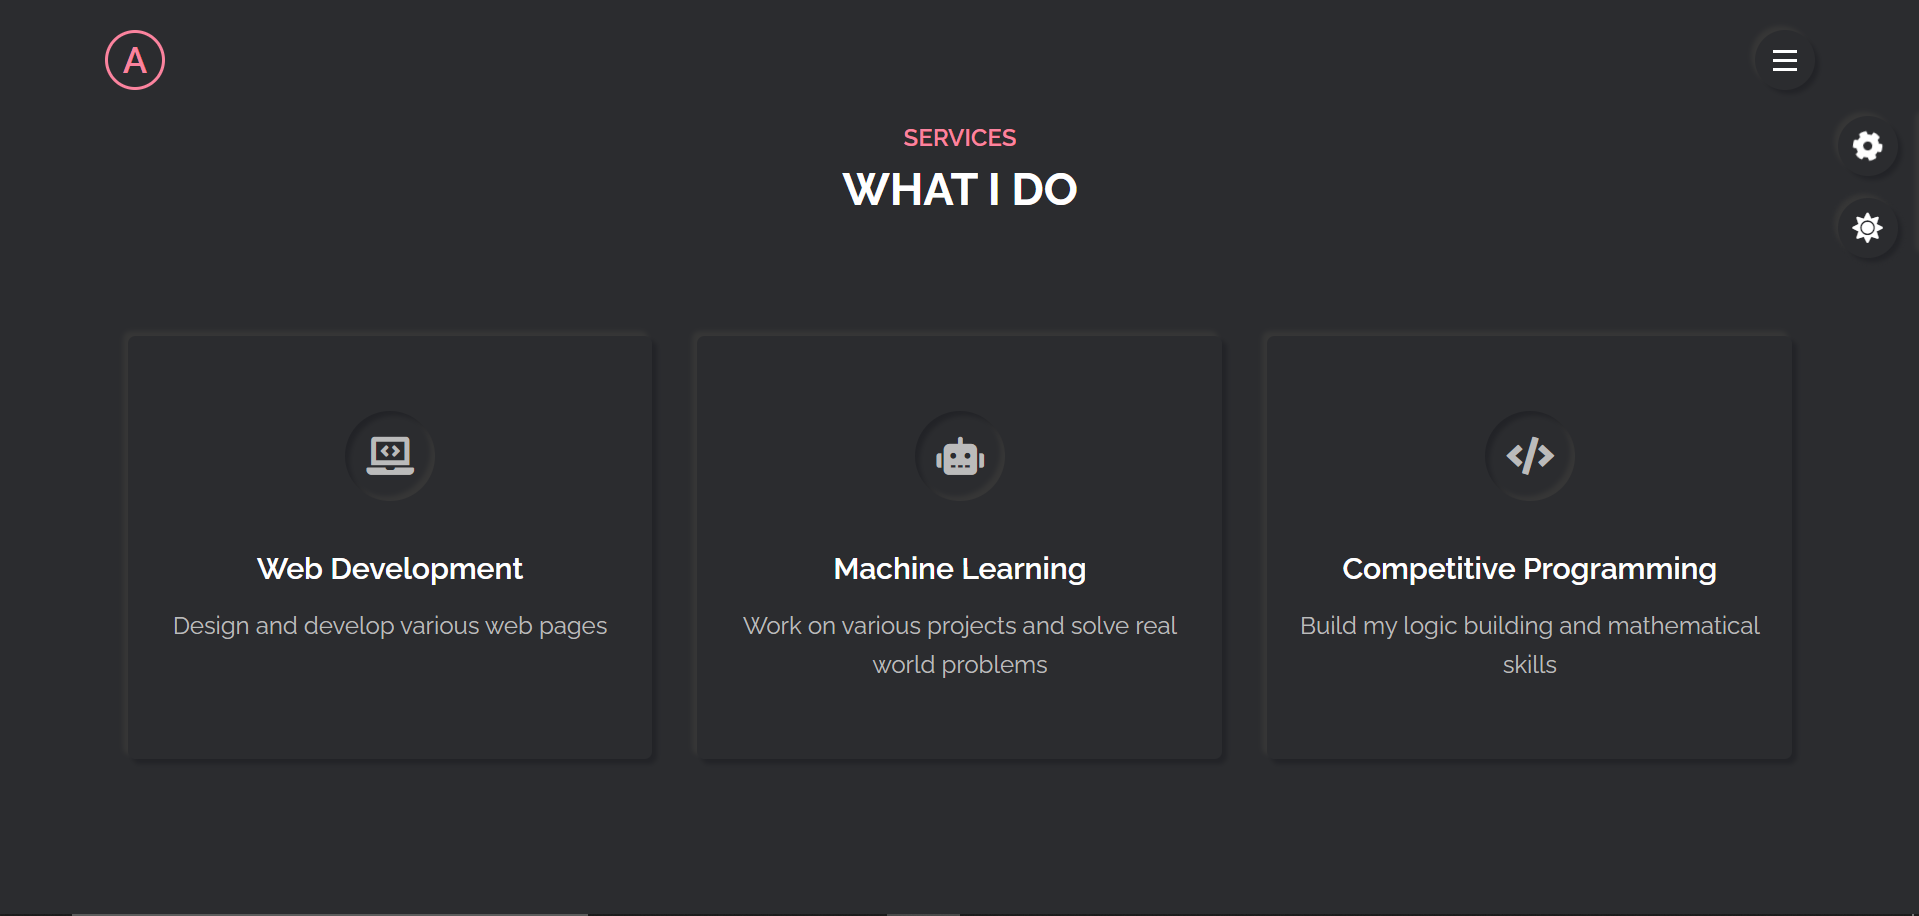 A
SERVICES
WHAT I DO
Web Development
Design and develop various web pages
Machine Learning
Work on various projects and solve real
world problems
Competitive Programming
Build my logic building and mathematical
skills